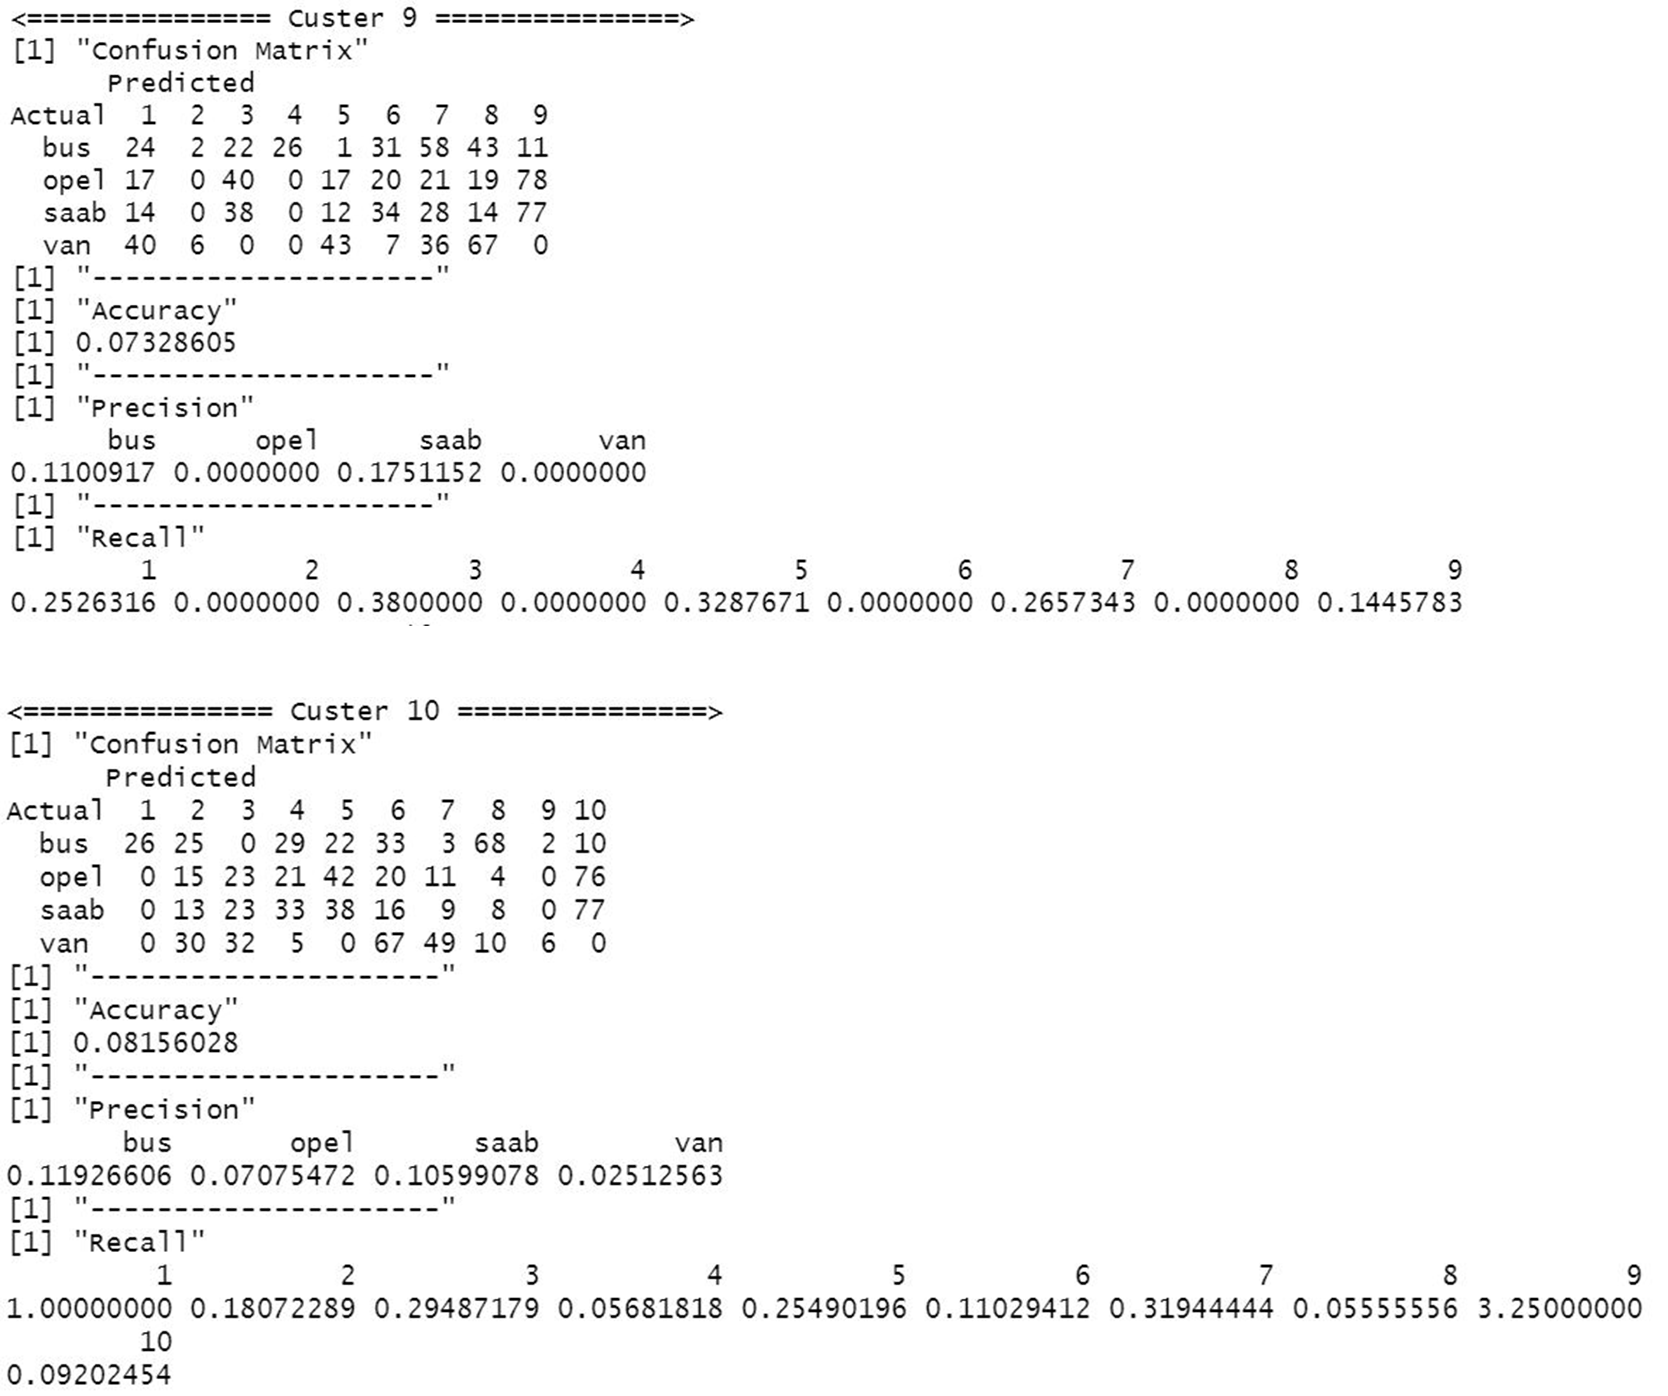 <=============== Custer 9 ===============>
[1] "Confusion Matrix"
      Predicted
Actual  1  2  3  4  5  6  7  8  9
  bus  24  2 22 26  1 31 58 43 11
  opel 17  0 40  0 17 20 21 19 78
  saab 14  0 38  0 12 34 28 14 77
  van  40  6  0  0 43  7 36 67  0
[1] "---------------------"
[1] "Accuracy"
[1] 0.07328605
[1] "---------------------"
[1] "Precision"
      bus      opel      saab       van
0.1100917 0.0000000 0.1751152 0.0000000
[1] "---------------------"
[1] "Recall"
        1         2         3         4         5         6         7         8         9
0.2526316 0.0000000 0.3800000 0.0000000 0.3287671 0.0000000 0.2657343 0.0000000 0.1445783
<=============== Custer 10 ===============>
[1] "Confusion Matrix"
      Predicted
Actual  1  2  3  4  5  6  7  8  9 10
  bus  26 25  0 29 22 33  3 68  2 10
  opel  0 15 23 21 42 20 11  4  0 76
  saab  0 13 23 33 38 16  9  8  0 77
  van   0 30 32  5  0 67 49 10  6  0
[1] "---------------------"
[1] "Accuracy"
[1] 0.08156028
[1] "---------------------"
[1] "Precision"
       bus       opel       saab        van
0.11926606 0.07075472 0.10599078 0.02512563
[1] "---------------------"
[1] "Recall"
         1          2          3          4          5          6          7          8          9
1.00000000 0.18072289 0.29487179 0.05681818 0.25490196 0.11029412 0.31944444 0.05555556 3.25000000
        10
0.09202454